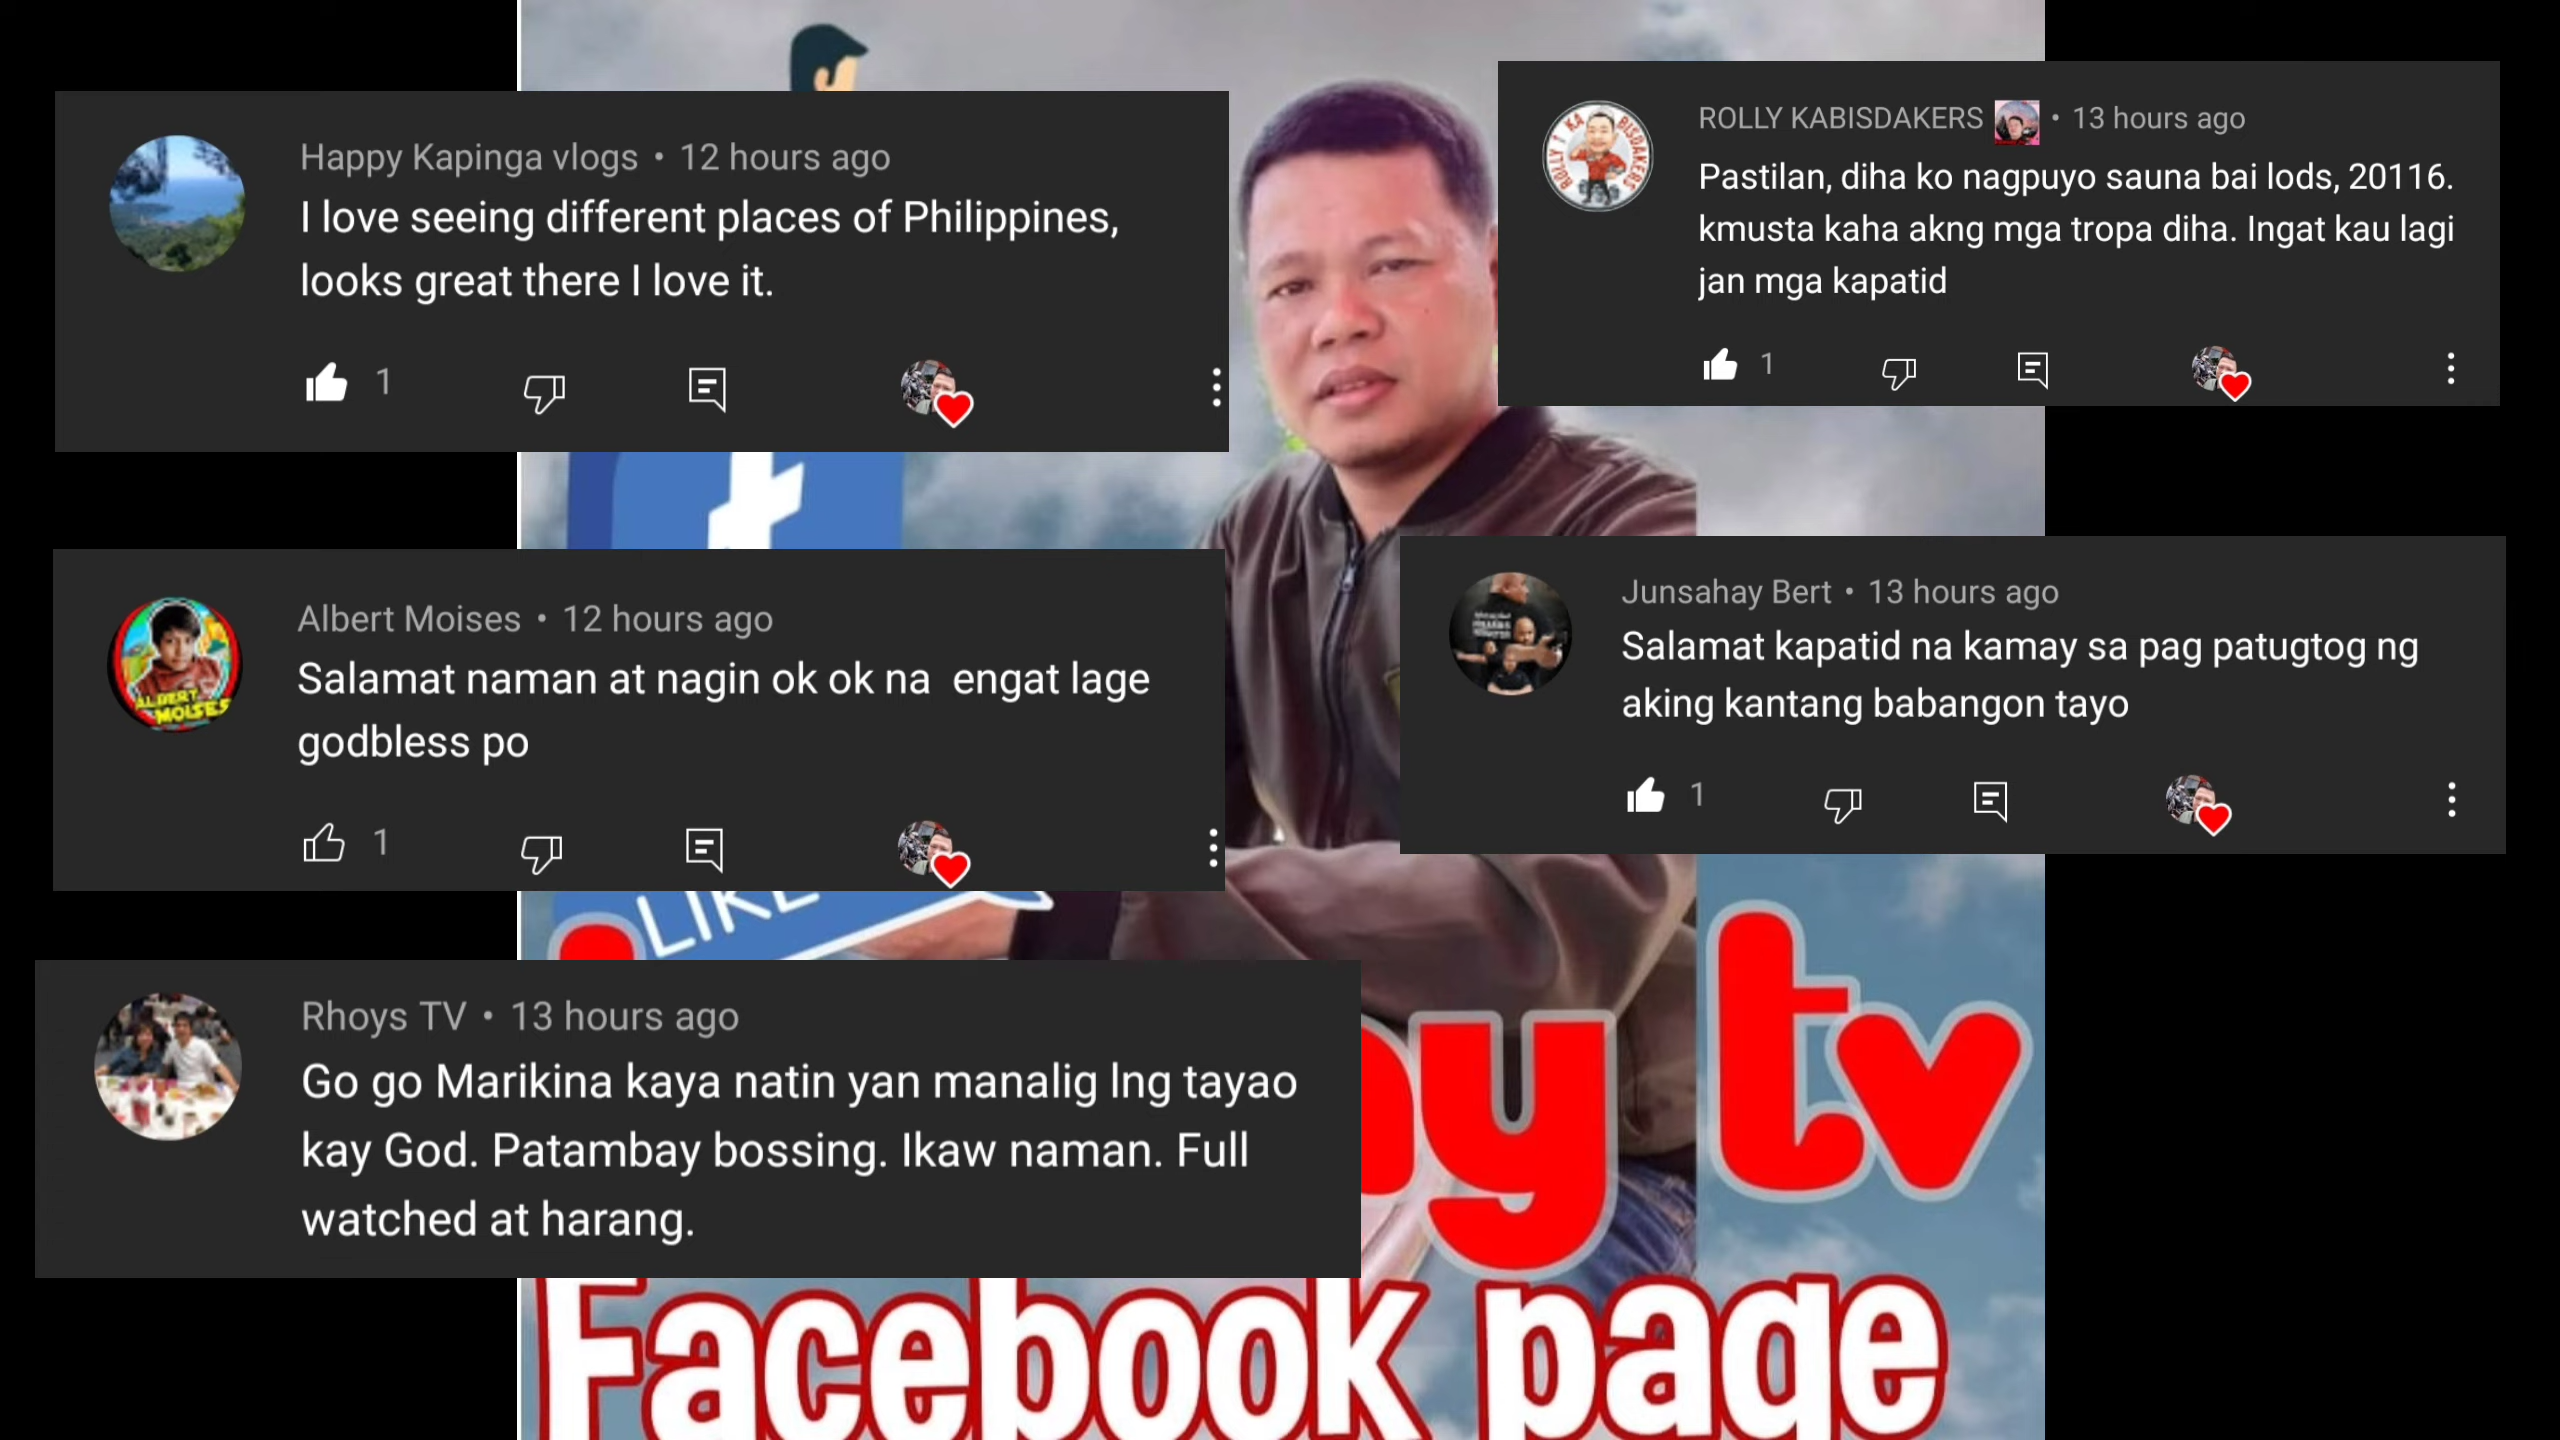 Happy Kapinga vlogs • 12 hours ago
I love seeing different places of Philippines,
looks great there I love it.
1
ROLLY KABISDAKERS • 13 hours ago
Pastilan, diha ko nagpuyo sauna bai lods, 20116.
kmusta kaha akng mga tropa diha. Ingat kau lagi
jan mga kapatid
1
Albert Moises • 12 hours ago
Salamat naman at nagin ok ok na  engat lage
godbless po
1
ALBERT
MOISES
Junsahay Bert • 13 hours ago
Salamat kapatid na kamay sa pag patugtog ng
aking kantang babangon tayo
1
LIKE
Rhoys TV • 13 hours ago
Go go Marikina kaya natin yan manalig lng tayao
kay God. Patambay bossing. Ikaw naman. Full
watched at harang.
y tv
Facebook page